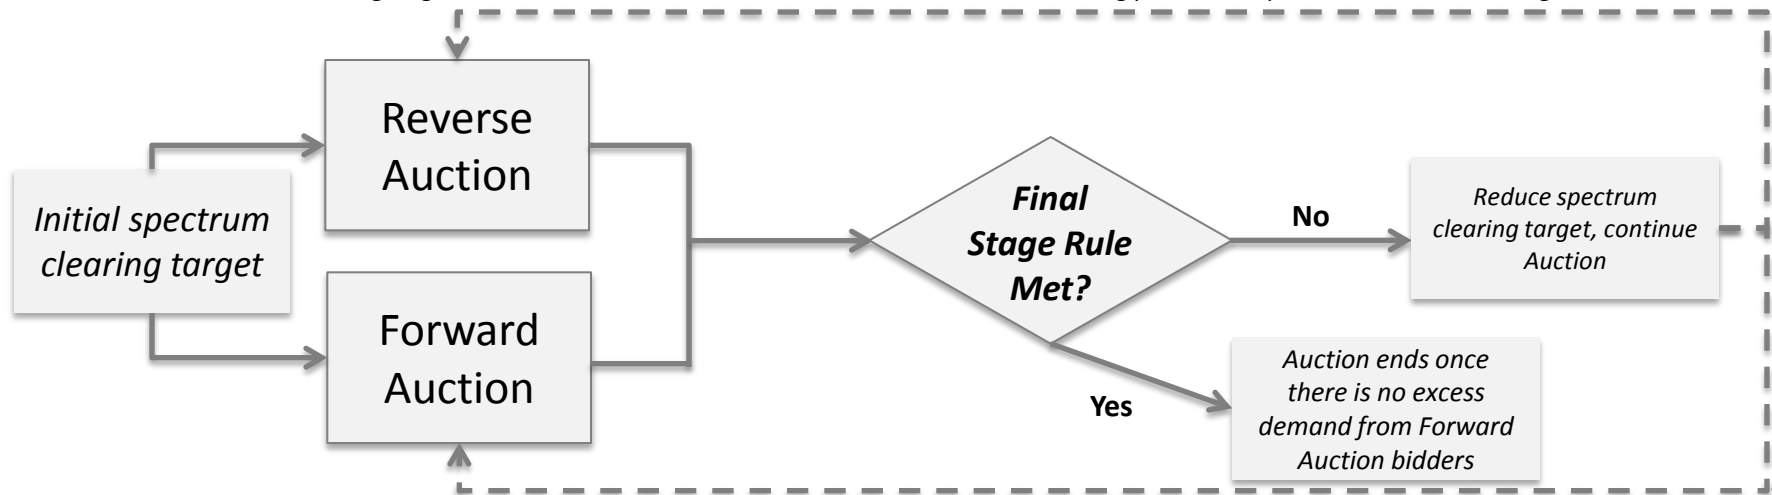 Reverse
Auction
Initial spectrum
clearing target
Forward
Auction
Final
Stage Rule
Met?
No
Reduce spectrum
clearing target, continue
Auction
Yes
Auction ends once
there is no excess
demand from Forward
Auction bidders